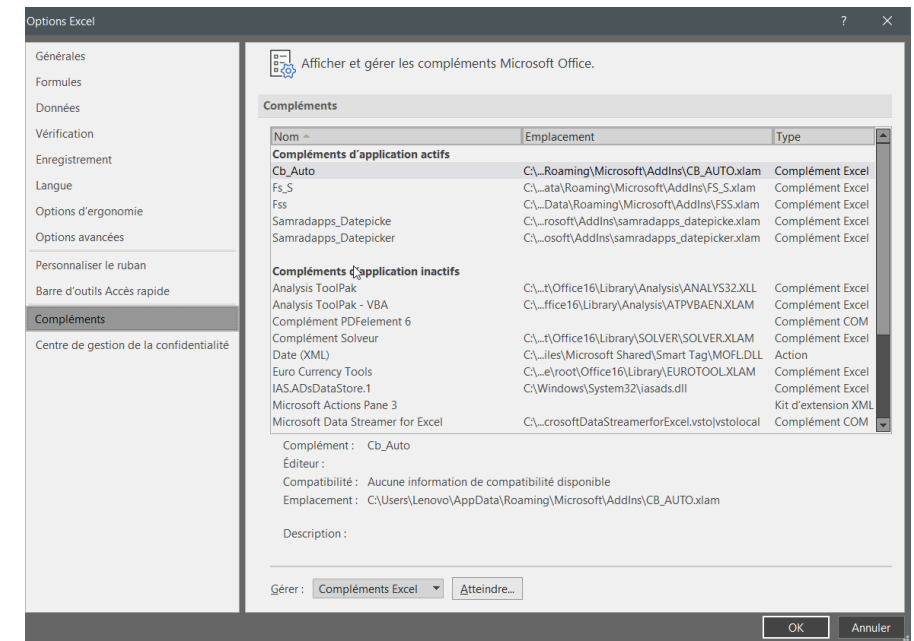 Options Excel
? ×
Générales
Formules
Données
Vérification
Enregistrement
Langue
Options d'ergonomie
Options avancées
Personnaliser le ruban
Barre d'outils Accès rapide
Compléments
Centre de gestion de la confidentialité
Afficher et gérer les compléments Microsoft Office.
Compléments
Nom Emplacement Type
Compléments d'application actifs
Cb_Auto C:\...Roaming\Microsoft\AddIns\CB_AUTO.xlam Complément Excel
Fs_S C:\...ata\Roaming\Microsoft\AddIns\FS_S.xlam Complément Excel
Fss C:\...Data\Roaming\Microsoft\AddIns\FSS.xlam Complément Excel
Samradapps_Datepicke C:\...rosoft\AddIns\samradapps_datepicke.xlam Complément Excel
Samradapps_Datepicker C:\...osoft\AddIns\samradapps_datepicker.xlam Complément Excel
Compléments d'application inactifs
Analysis ToolPak C:\...t\Office16\Library\Analysis\ANALYS32.XLL Complément Excel
Analysis ToolPak - VBA C:\...ffice16\Library\Analysis\ATPVBAEN.XLAM Complément Excel
Complément PDFelement 6 Complément COM
Complément Solveur C:\...t\Office16\Library\SOLVER\SOLVER.XLAM Complément Excel
Date (XML) C:\...iles\Microsoft Shared\Smart Tag\MOFL.DLL Action
Euro Currency Tools C:\...e\root\Office16\Library\EUROTOOL.XLAM Complément Excel
IAS.ADsDataStore.1 C:\Windows\System32\iasads.dll Complément Excel
Microsoft Actions Pane 3 Kit d'extension XML
Microsoft Data Streamer for Excel C:\...crosoftDataStreamerforExcel.vsto|vstolocal Complément COM
Complément : Cb_Auto
Éditeur :
Compatibilité : Aucune information de compatibilité disponible
Emplacement : C:\Users\Lenovo\AppData\Roaming\Microsoft\AddIns\CB_AUTO.xlam
Description :
Gérer : Compléments Excel Atteindre...
OK Annuler